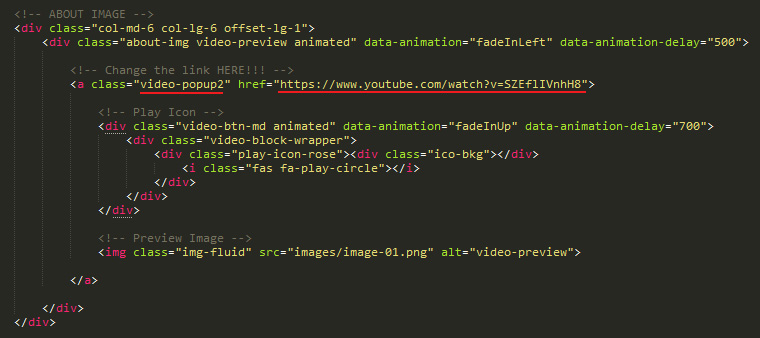 <!-- ABOUT IMAGE -->
<div class="col-md-6 col-lg-6 offset-lg-1">
<div class="about-img video-preview animated" data-animation="fadeInLeft" data-animation-delay="500">
<!-- Change the link HERE!!! -->
<a class="video-popup2" href="https://www.youtube.com/watch?v=SZEflIVnhH8">
<!-- Play Icon -->
<div class="video-btn-md animated" data-animation="fadeInUp" data-animation-delay="700">
<div class="video-block-wrapper">
<div class="play-icon-rose"><div class="ico-bkg"></div>
<i class="fas fa-play-circle"></i>
</div>
</div>
</div>
<!-- Preview Image -->
<img class="img-fluid" src="images/image-01.png" alt="video-preview">
</a>
</div>
</div>